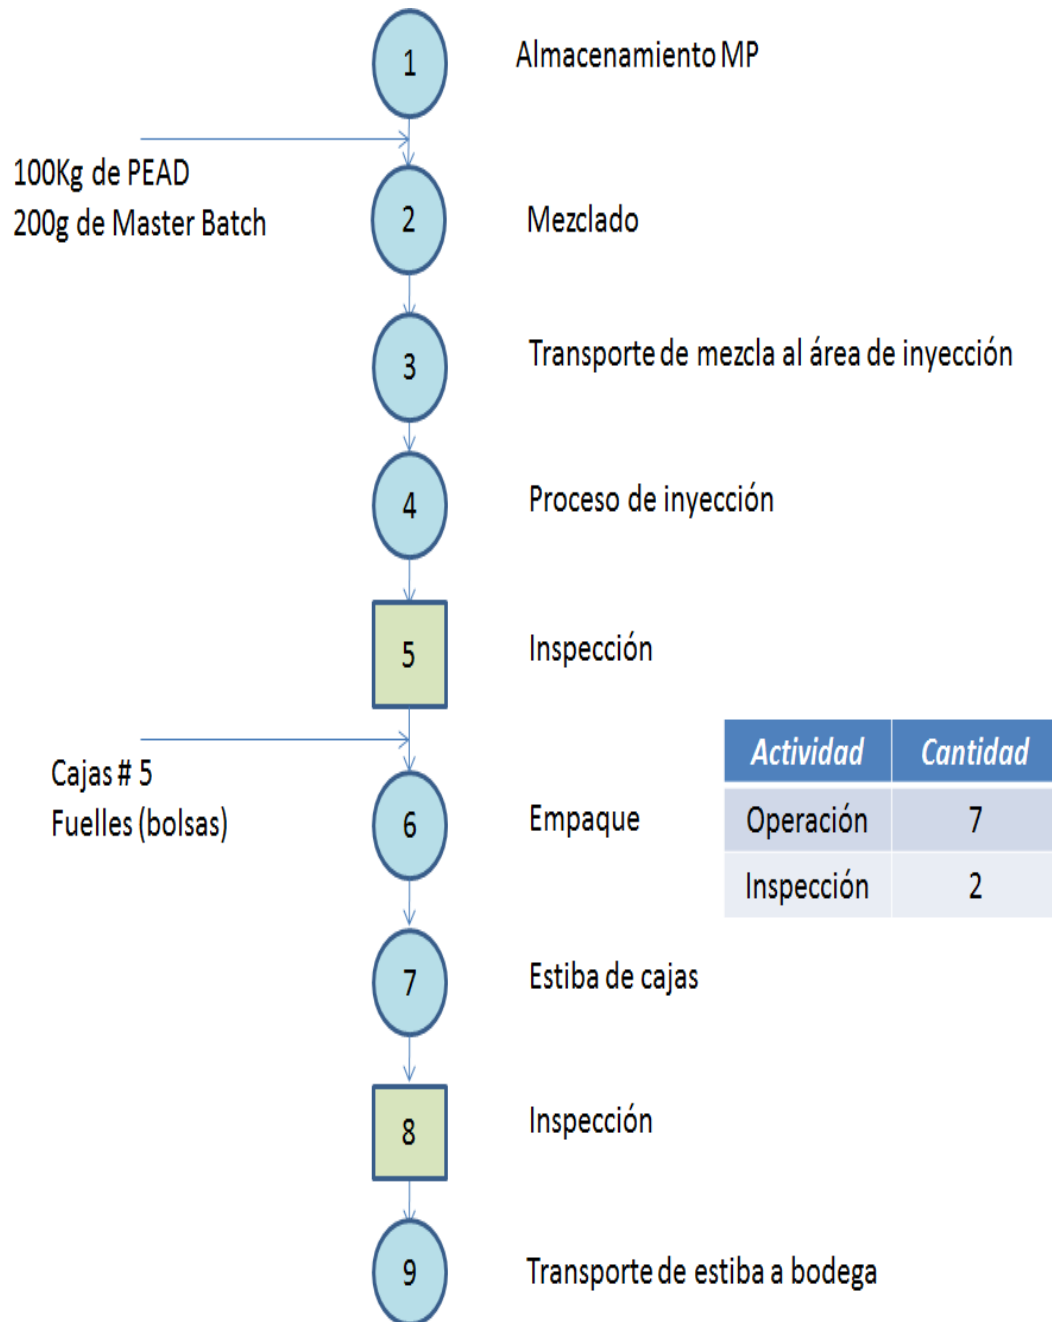 1
Almacenamiento MP
100Kg de PEAD
200g de Master Batch
2
Mezclado
3
Transporte de mezcla al área de inyección
4
Proceso de inyección
5
Inspección
Cajas # 5
Fuelles (bolsas)
6
Empaque
Actividad Cantidad
Operación 7
Inspección 2
7
Estiba de cajas
8
Inspección
9
Transporte de estiba a bodega